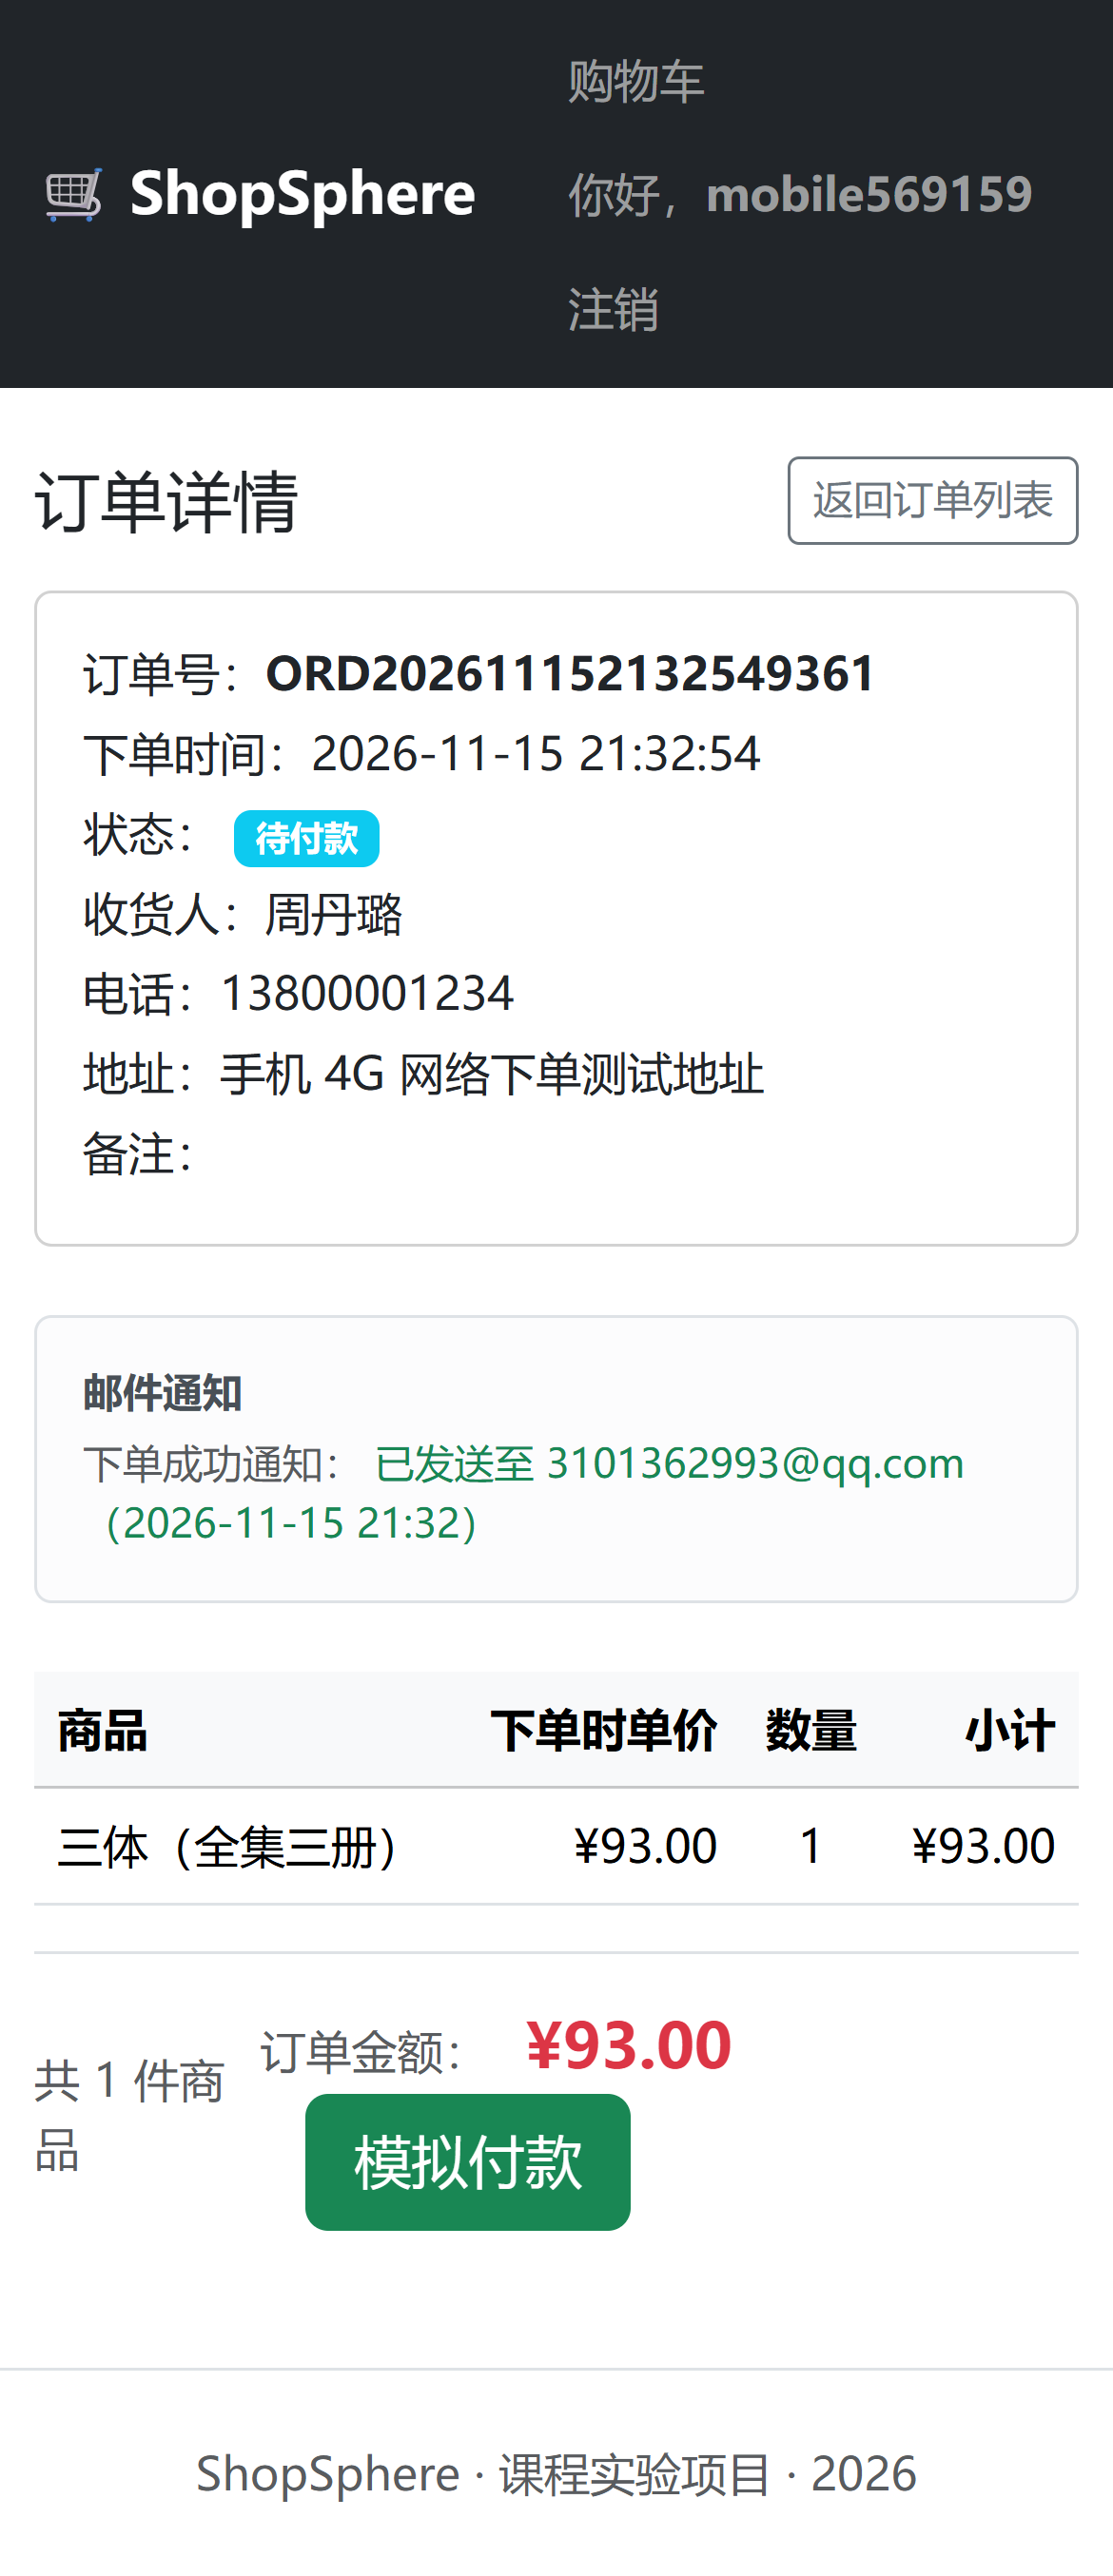 购物车
ShopSphere
你好，mobile569159
注销
订单详情
返回订单列表
订单号：ORD202611152132549361
下单时间：2026-11-15 21:32:54
状态： 待付款
收货人：周丹璐
电话：13800001234
地址：手机 4G 网络下单测试地址
备注：
邮件通知
下单成功通知： 已发送至 3101362993@qq.com
（2026-11-15 21:32）
商品 下单时单价 数量 小计
三体（全集三册） ¥93.00 1 ¥93.00
共 1 件商
品
订单金额： ¥93.00
模拟付款
ShopSphere · 课程实验项目 · 2026